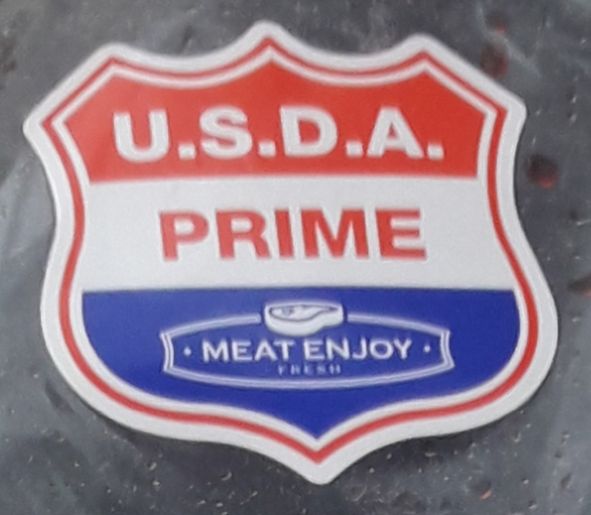 U.S.D.A.
PRIME
· MEAT ENJOY ·
FRESH